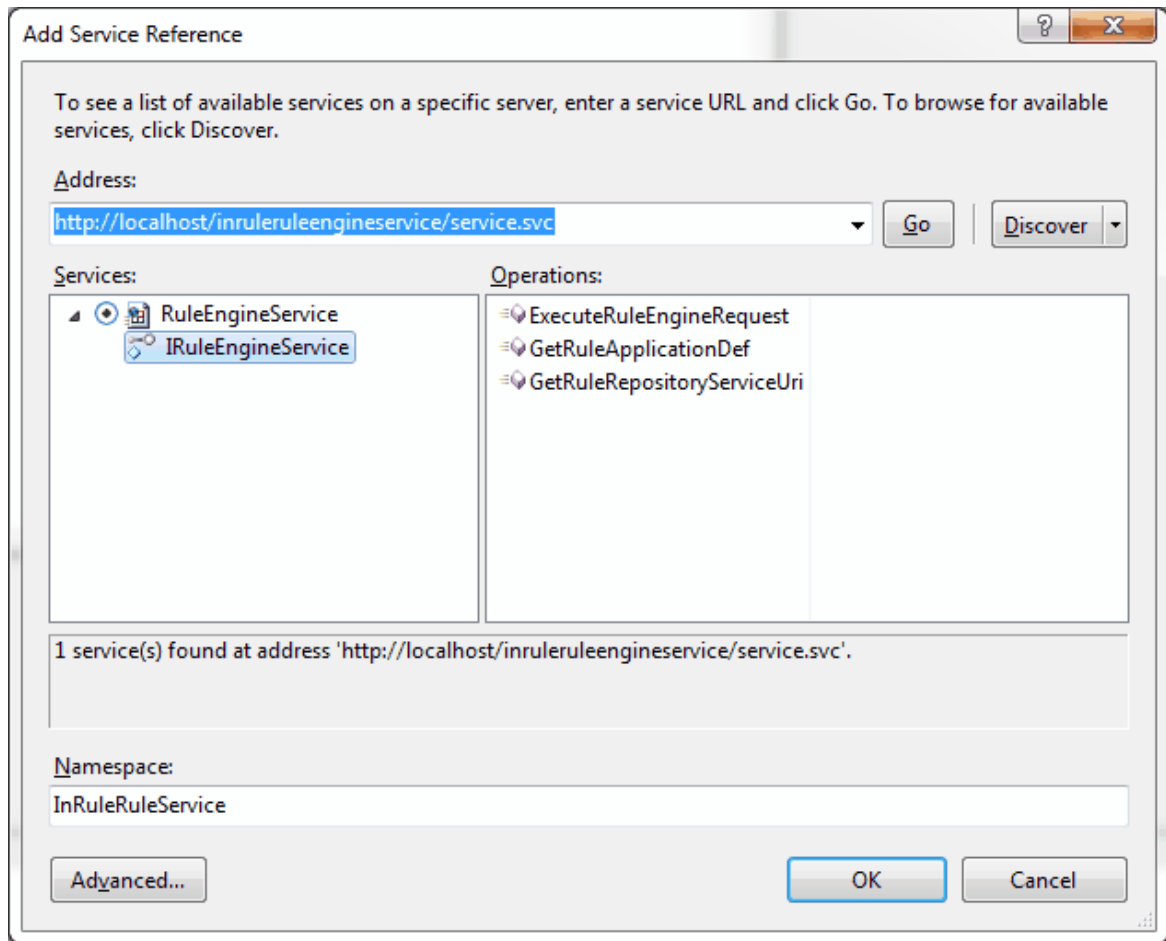 Add Service Reference
To see a list of available services on a specific server, enter a service URL and click Go. To browse for available
services, click Discover.
Address:
http://localhost/inruleruleengineservice/service.svc
Go
Discover
Services:
Operations:
RuleEngineService
IRuleEngineService
ExecuteRuleEngineRequest
GetRuleApplicationDef
GetRuleRepositoryServiceUri
1 service(s) found at address 'http://localhost/inruleruleengineservice/service.svc'.
Namespace:
InRuleRuleService
Advanced...
OK
Cancel